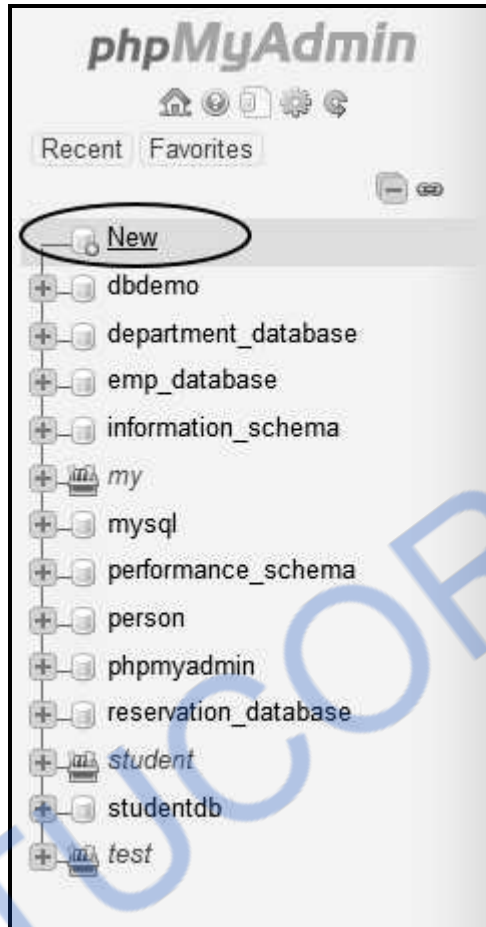 phpMyAdmin
Recent Favorites
New
dbdemo
department_database
emp_database
information_schema
my
mysql
performance_schema
person
phpmyadmin
reservation_database
student
studentdb
test